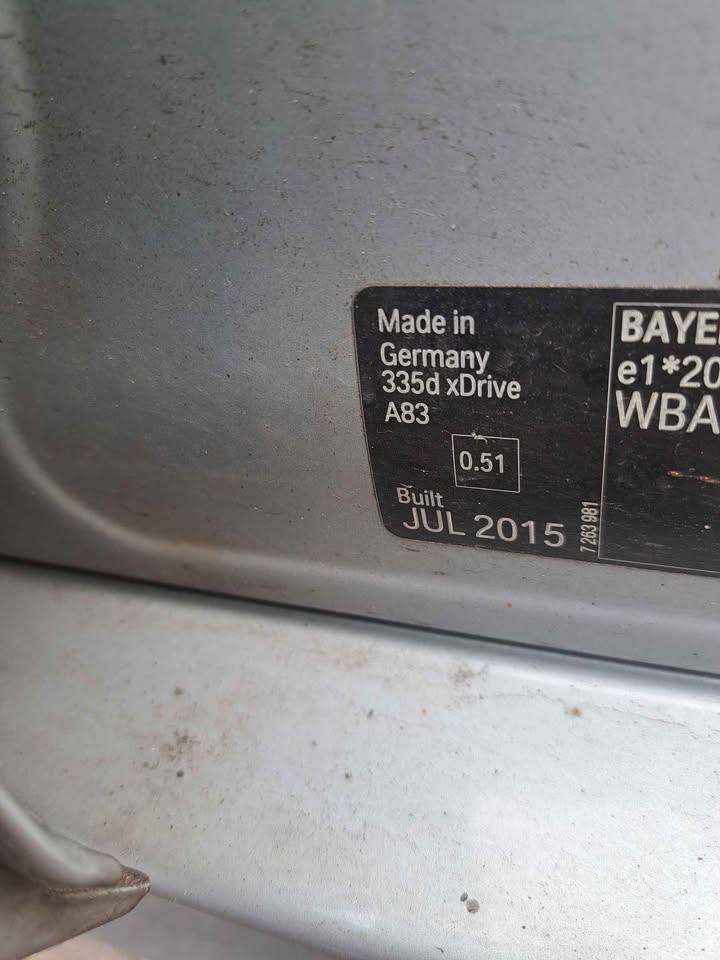 Made in
Germany
335d xDrive
A83
0.51
Built
JUL 2015
7 263 981
BAYE
e1*20
WBA